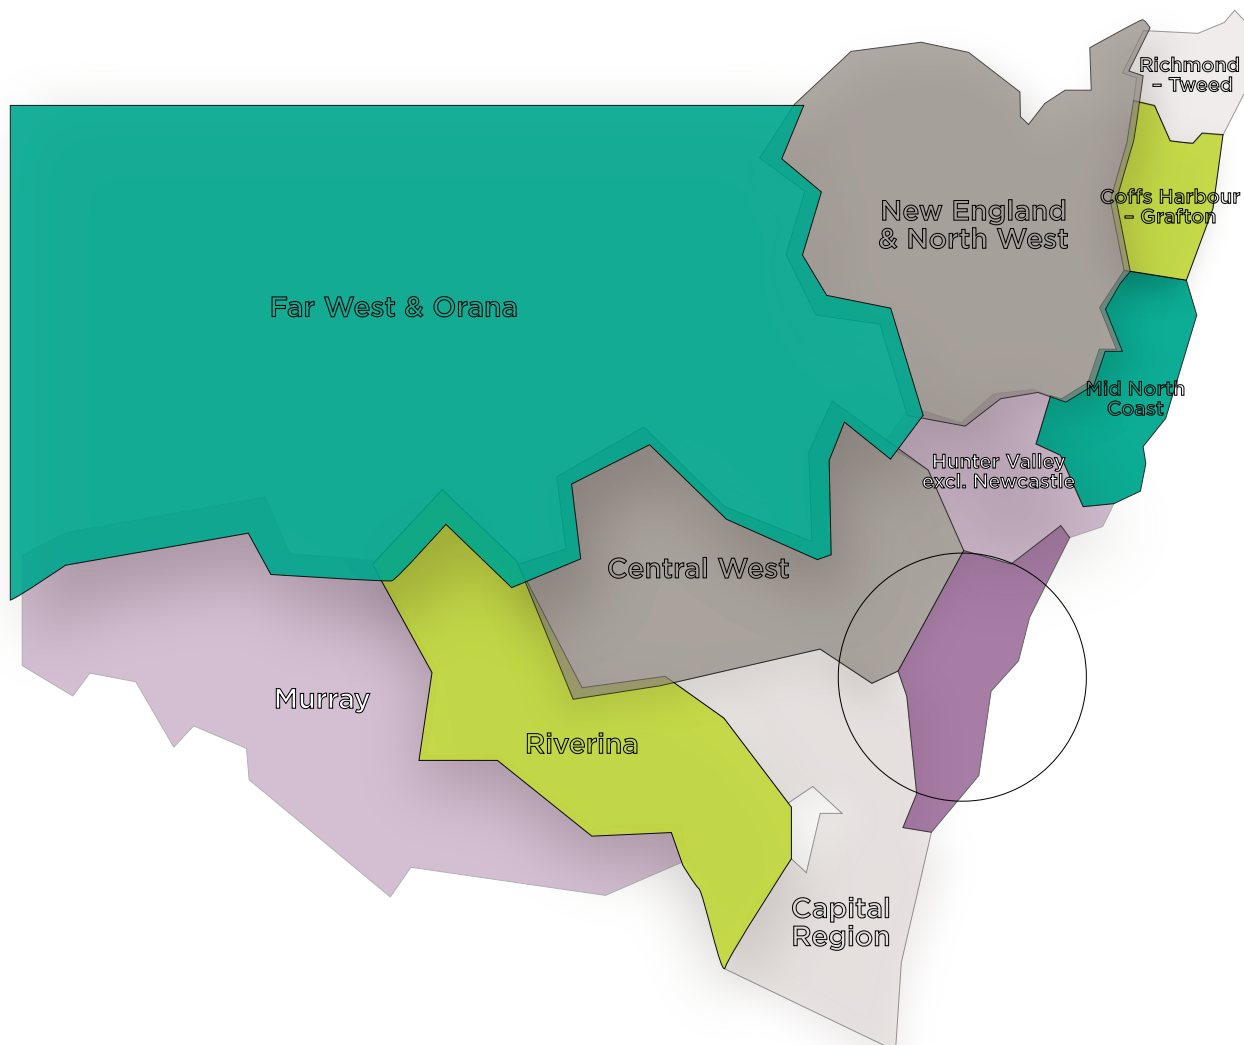 Richmond
– Tweed
Coffs Harbour
– Grafton
New England
& North West
Far West & Orana
Mid North
Coast
Hunter Valley
excl. Newcastle
Central West
Murray
Riverina
Capital
Region